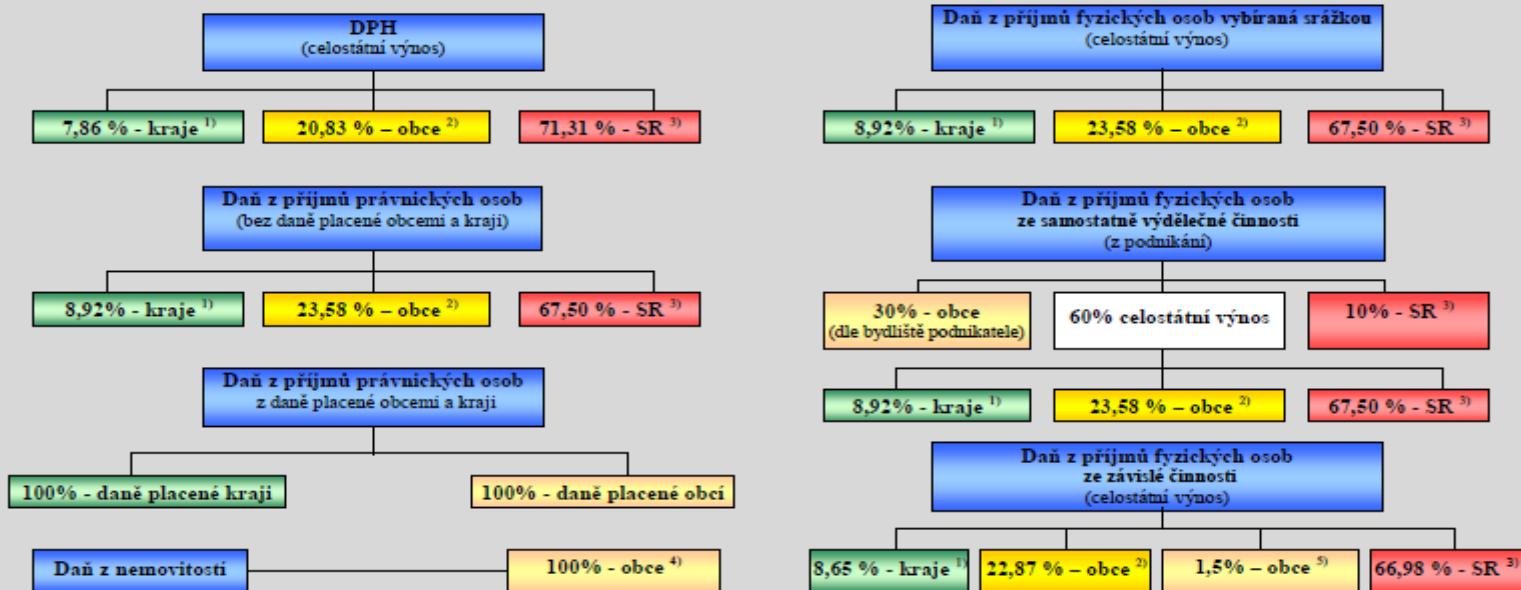 DPH
(celostátní výnos)
7,86 % - kraje 1)
20,83 % – obce 2)
71,31 % - SR 3)
Daň z příjmů právnických osob
(bez daně placené obcemi a kraji)
8,92% - kraje 1)
23,58 % – obce 2)
67,50 % - SR 3)
Daň z příjmů právnických osob
z daně placené obcemi a kraji
100% - daně placené kraji
100% - daně placené obcí
Daň z nemovitostí
100% - obce 4)
Daň z příjmů fyzických osob vybíraná srážkou
(celostátní výnos)
8,92% - kraje 1)
23,58 % – obce 2)
67,50 % - SR 3)
Daň z příjmů fyzických osob
ze samostatně výdělečné činnosti
(z podnikání)
30% - obce
(dle bydliště podnikatele)
60% celostátní výnos
10% - SR 3)
8,92% - kraje 1)
23,58 % – obce 2)
67,50 % - SR 3)
Daň z příjmů fyzických osob
ze závislé činnosti
(celostátní výnos)
8,65 % - kraje 1)
22,87 % – obce 2)
1,5% – obce 5)
66,98 % - SR 3)